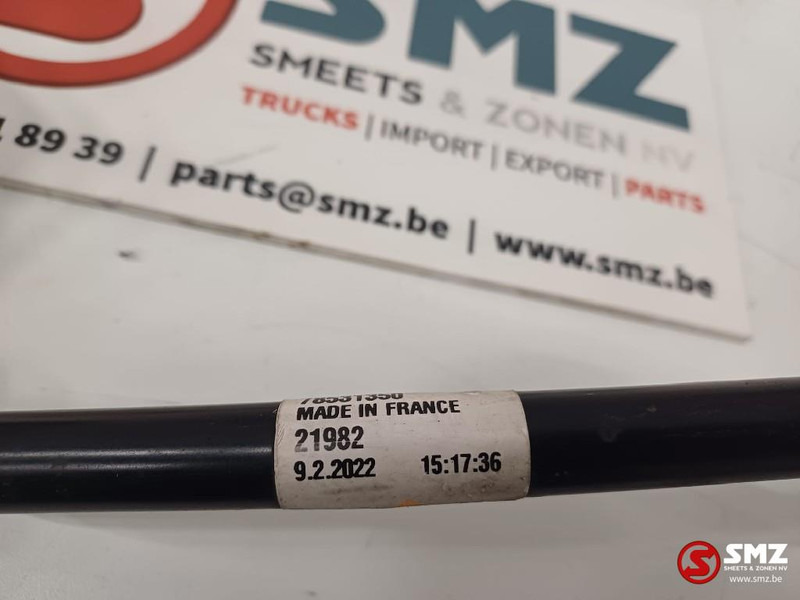 SMZ
SMEETS & ZONEN NV
TRUCKS | IMPORT | EXPORT | PARTS
8 39 | parts@smz.be | www.smz.be
MADE IN FRANCE
21982
9.2.2022 15:17:36
SMZ
SMEETS & ZONEN NV
www.smz.be